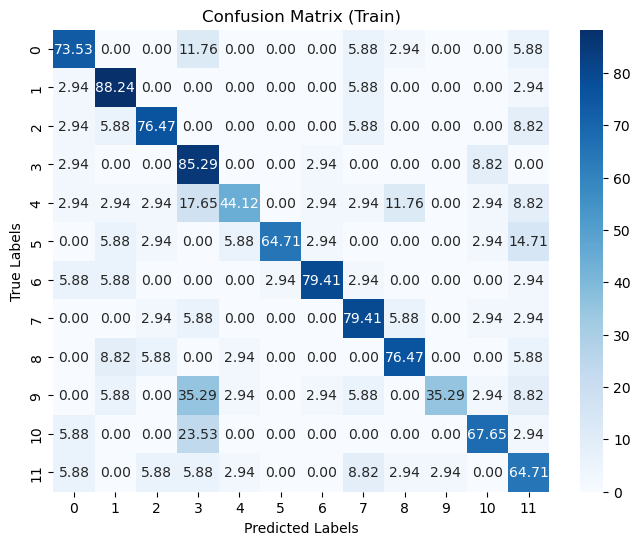 Confusion Matrix (Train)
True Labels
0 73.53 0.00 0.00 11.76 0.00 0.00 0.00 5.88 2.94 0.00 0.00 5.88
1 2.94 88.24 0.00 0.00 0.00 0.00 0.00 5.88 0.00 0.00 0.00 2.94
2 2.94 5.88 76.47 0.00 0.00 0.00 0.00 5.88 0.00 0.00 0.00 8.82
3 2.94 0.00 0.00 85.29 0.00 0.00 2.94 0.00 0.00 0.00 8.82 0.00
4 2.94 2.94 2.94 17.65 44.12 0.00 2.94 2.94 11.76 0.00 2.94 8.82
5 0.00 5.88 2.94 0.00 5.88 64.71 2.94 0.00 0.00 0.00 2.94 14.71
6 5.88 5.88 0.00 0.00 0.00 2.94 79.41 2.94 0.00 0.00 0.00 2.94
7 0.00 0.00 2.94 5.88 0.00 0.00 0.00 79.41 5.88 0.00 2.94 2.94
8 0.00 8.82 5.88 0.00 2.94 0.00 0.00 0.00 76.47 0.00 0.00 5.88
9 0.00 5.88 0.00 35.29 2.94 0.00 2.94 5.88 0.00 35.29 2.94 8.82
10 5.88 0.00 0.00 23.53 0.00 0.00 0.00 0.00 0.00 0.00 67.65 2.94
11 5.88 0.00 5.88 5.88 2.94 0.00 0.00 8.82 2.94 2.94 0.00 64.71
0 1 2 3 4 5 6 7 8 9 10 11
Predicted Labels
80
70
60
50
40
30
20
10
0